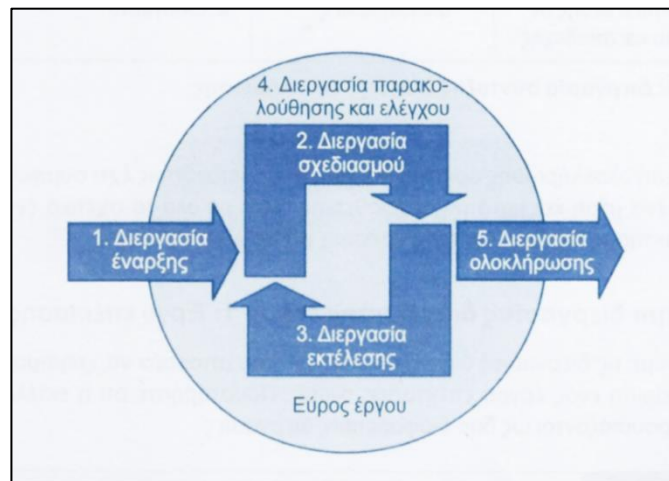 4. Διεργασία παρακο-
λούθησης και ελέγχου
2. Διεργασία
σχεδιασμού
1. Διεργασία
έναρξης
5. Διεργασία
ολοκλήρωσης
3. Διεργασία
εκτέλεσης
Εύρος έργου